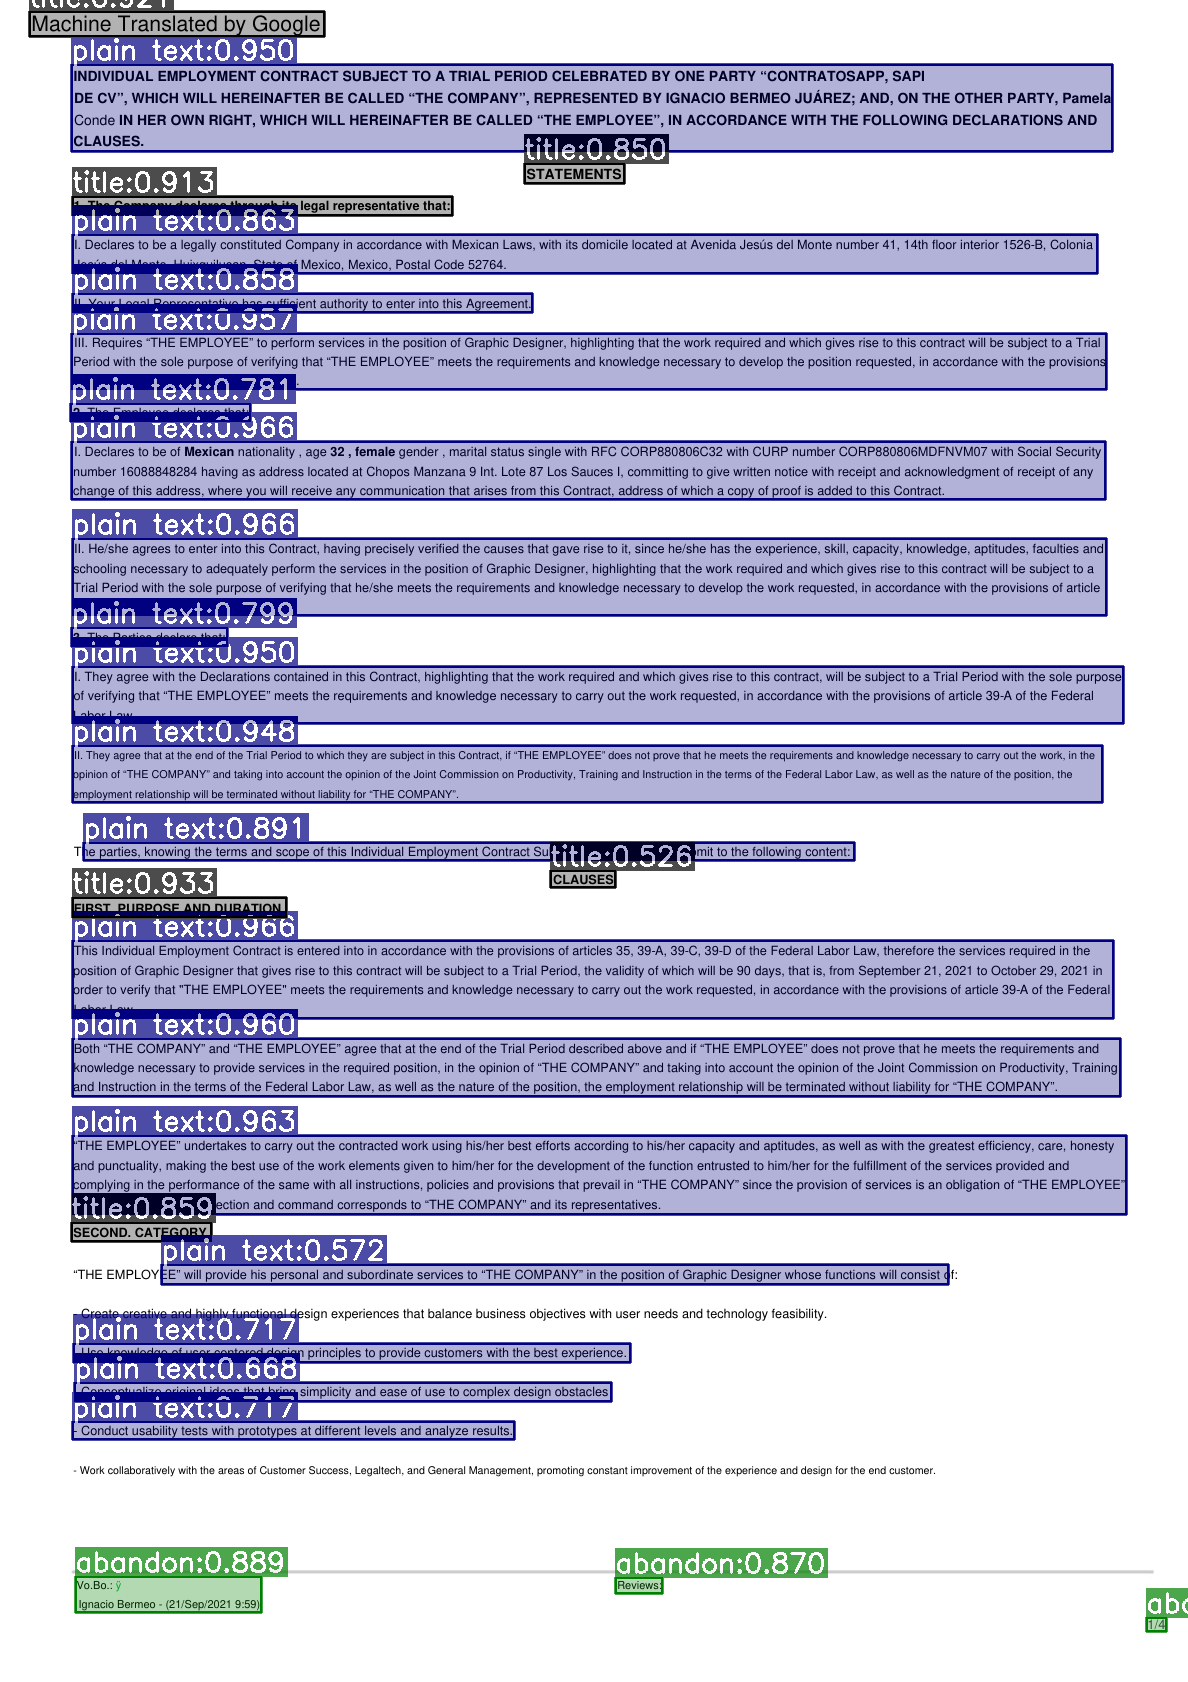 title:0.921
Machine Translated by Google
plain text:0.950
INDIVIDUAL EMPLOYMENT CONTRACT SUBJECT TO A TRIAL PERIOD CELEBRATED BY ONE PARTY “CONTRATOSAPP, SAPI
DE CV”, WHICH WILL HEREINAFTER BE CALLED “THE COMPANY”, REPRESENTED BY IGNACIO BERMEO JUÁREZ; AND, ON THE OTHER PARTY, Pamela
Conde IN HER OWN RIGHT, WHICH WILL HEREINAFTER BE CALLED “THE EMPLOYEE”, IN ACCORDANCE WITH THE FOLLOWING DECLARATIONS AND
CLAUSES.
title:0.850
STATEMENTS
title:0.913
1. The Company declares through its legal representative that:
plain text:0.863
I. Declares to be a legally constituted Company in accordance with Mexican Laws, with its domicile located at Avenida Jesús del Monte number 41, 14th floor interior 1526-B, Colonia
Jesús del Monte, Huixquilucan, State of Mexico, Mexico, Postal Code 52764.
plain text:0.858
II. Your Legal Representative has sufficient authority to enter into this Agreement.
plain text:0.957
III. Requires “THE EMPLOYEE” to perform services in the position of Graphic Designer, highlighting that the work required and which gives rise to this contract will be subject to a Trial
Period with the sole purpose of verifying that “THE EMPLOYEE” meets the requirements and knowledge necessary to develop the position requested, in accordance with the provisions
plain text:0.781
2. The Employee declares that:
plain text:0.966
I. Declares to be of Mexican nationality , age 32 , female gender , marital status single with RFC CORP880806C32 with CURP number CORP880806MDFNVM07 with Social Security
number 16088848284 having as address located at Chopos Manzana 9 Int. Lote 87 Los Sauces I, committing to give written notice with receipt and acknowledgment of receipt of any
change of this address, where you will receive any communication that arises from this Contract, address of which a copy of proof is added to this Contract.
plain text:0.966
II. He/she agrees to enter into this Contract, having precisely verified the causes that gave rise to it, since he/she has the experience, skill, capacity, knowledge, aptitudes, faculties and
schooling necessary to adequately perform the services in the position of Graphic Designer, highlighting that the work required and which gives rise to this contract will be subject to a
Trial Period with the sole purpose of verifying that he/she meets the requirements and knowledge necessary to develop the work requested, in accordance with the provisions of article
plain text:0.799
3. The Parties declare that:
plain text:0.950
I. They agree with the Declarations contained in this Contract, highlighting that the work required and which gives rise to this contract, will be subject to a Trial Period with the sole purpose
of verifying that “THE EMPLOYEE” meets the requirements and knowledge necessary to carry out the work requested, in accordance with the provisions of article 39-A of the Federal
Labor Law.
plain text:0.948
II. They agree that at the end of the Trial Period to which they are subject in this Contract, if “THE EMPLOYEE” does not prove that he meets the requirements and knowledge necessary to carry out the work, in the
opinion of “THE COMPANY” and taking into account the opinion of the Joint Commission on Productivity, Training and Instruction in the terms of the Federal Labor Law, as well as the nature of the position, the
employment relationship will be terminated without liability for “THE COMPANY”.
plain text:0.891
The parties, knowing the terms and scope of this Individual Employment Contract Su mit to the following content:
title:0.526
CLAUSES
title:0.933
FIRST. PURPOSE AND DURATION
plain text:0.966
This Individual Employment Contract is entered into in accordance with the provisions of articles 35, 39-A, 39-C, 39-D of the Federal Labor Law, therefore the services required in the
position of Graphic Designer that gives rise to this contract will be subject to a Trial Period, the validity of which will be 90 days, that is, from September 21, 2021 to October 29, 2021 in
order to verify that "THE EMPLOYEE" meets the requirements and knowledge necessary to carry out the work requested, in accordance with the provisions of article 39-A of the Federal
Labor Law.
plain text:0.960
Both “THE COMPANY” and “THE EMPLOYEE” agree that at the end of the Trial Period described above and if “THE EMPLOYEE” does not prove that he meets the requirements and
knowledge necessary to provide services in the required position, in the opinion of “THE COMPANY” and taking into account the opinion of the Joint Commission on Productivity, Training
and Instruction in the terms of the Federal Labor Law, as well as the nature of the position, the employment relationship will be terminated without liability for “THE COMPANY”.
plain text:0.963
“THE EMPLOYEE” undertakes to carry out the contracted work using his/her best efforts according to his/her capacity and aptitudes, as well as with the greatest efficiency, care, honesty
and punctuality, making the best use of the work elements given to him/her for the development of the function entrusted to him/her for the fulfillment of the services provided and
complying in the performance of the same with all instructions, policies and provisions that prevail in “THE COMPANY” since the provision of services is an obligation of “THE EMPLOYEE”
ection and command corresponds to “THE COMPANY” and its representatives.
title:0.859
SECOND. CATEGORY
plain text:0.572
“THE EMPLOYEE” will provide his personal and subordinate services to “THE COMPANY” in the position of Graphic Designer whose functions will consist of:
- Create creative and highly functional design experiences that balance business objectives with user needs and technology feasibility.
plain text:0.717
- Use knowledge of user-centered design principles to provide customers with the best experience.
plain text:0.668
- Conceptualize original ideas that bring simplicity and ease of use to complex design obstacles
plain text:0.717
- Conduct usability tests with prototypes at different levels and analyze results.
- Work collaboratively with the areas of Customer Success, Legaltech, and General Management, promoting constant improvement of the experience and design for the end customer.
abandon:0.889
abandon:0.870
Vo.Bo.: ÿ
Reviews:
Ignacio Bermeo - (21/Sep/2021 9:59)
aba
1/4